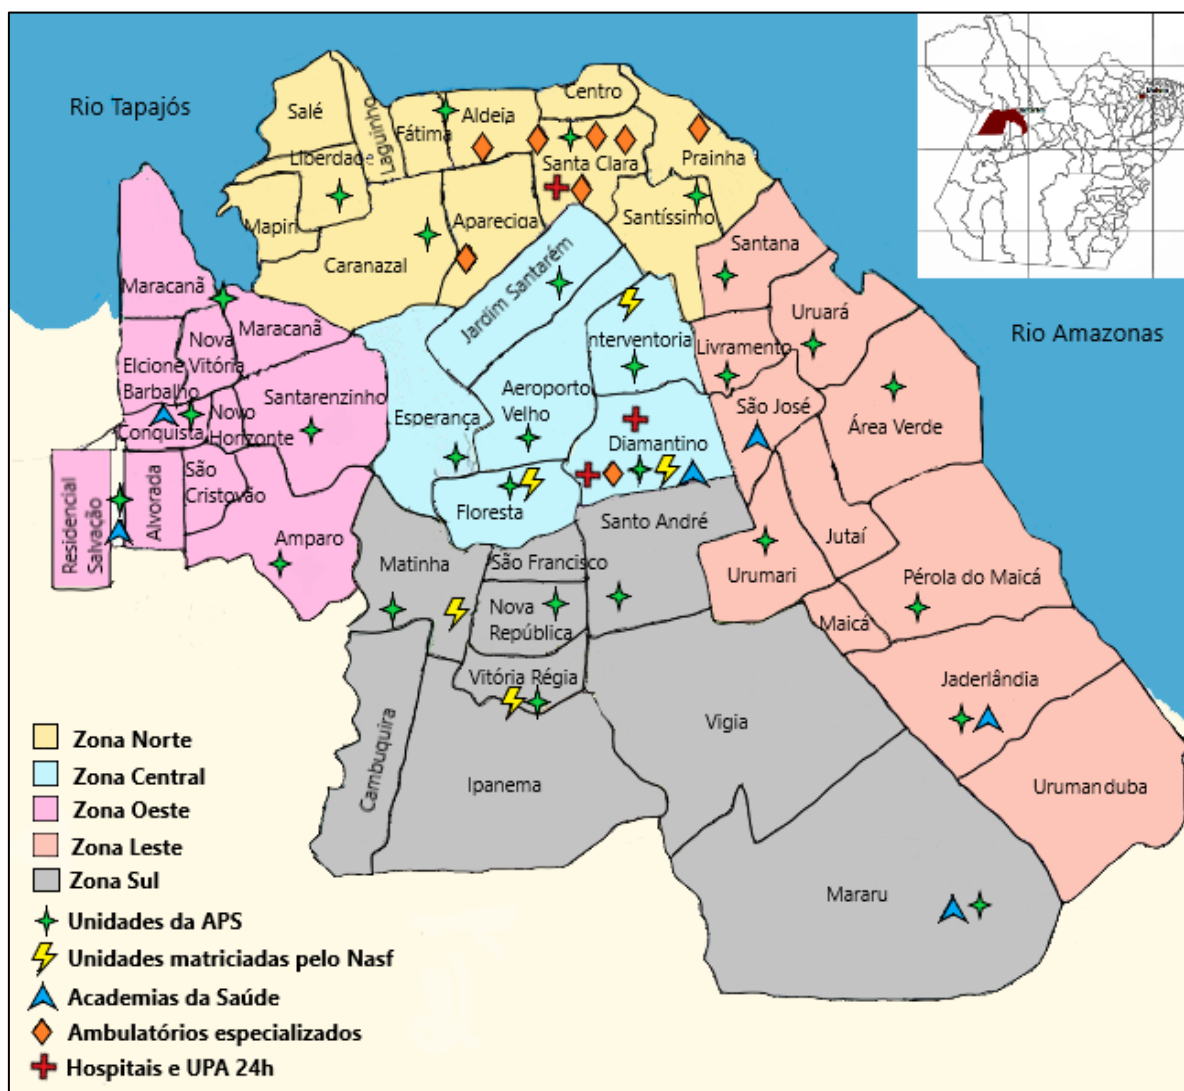 Rio Tapajós
Salé
Laguinho
Fátima
Aldeia
Centro
Liberdade
Santa Clara
Prainha
Mapiri
Caranazal
Aparecida
Santíssimo
Jardim Santarém
Santana
Maracanã
Nova
Vitória
Maracanã
Uruará
Rio Amazonas
Elcione
Barbalho
Interventoria
Livramento
Conquista
Novo
Horizonte
Santarenzinho
Esperança
Aeroporto
Velho
São José
Área Verde
Diamantino
Residencial
Salvação
Alvorada
São
Cristovão
Amparo
Floresta
Santo André
Matinha
São Francisco
Urumari
Jutaí
Pérola do Maicá
Nova
República
Maicá
Vitória Régia
Jaderlândia
Cambuquira
Ipanema
Vigia
Urumanduba
Mararu
Zona Norte
Zona Central
Zona Oeste
Zona Leste
Zona Sul
Unidades da APS
Unidades matriciadas pelo Nasf
Academias da Saúde
Ambulatórios especializados
Hospitais e UPA 24h